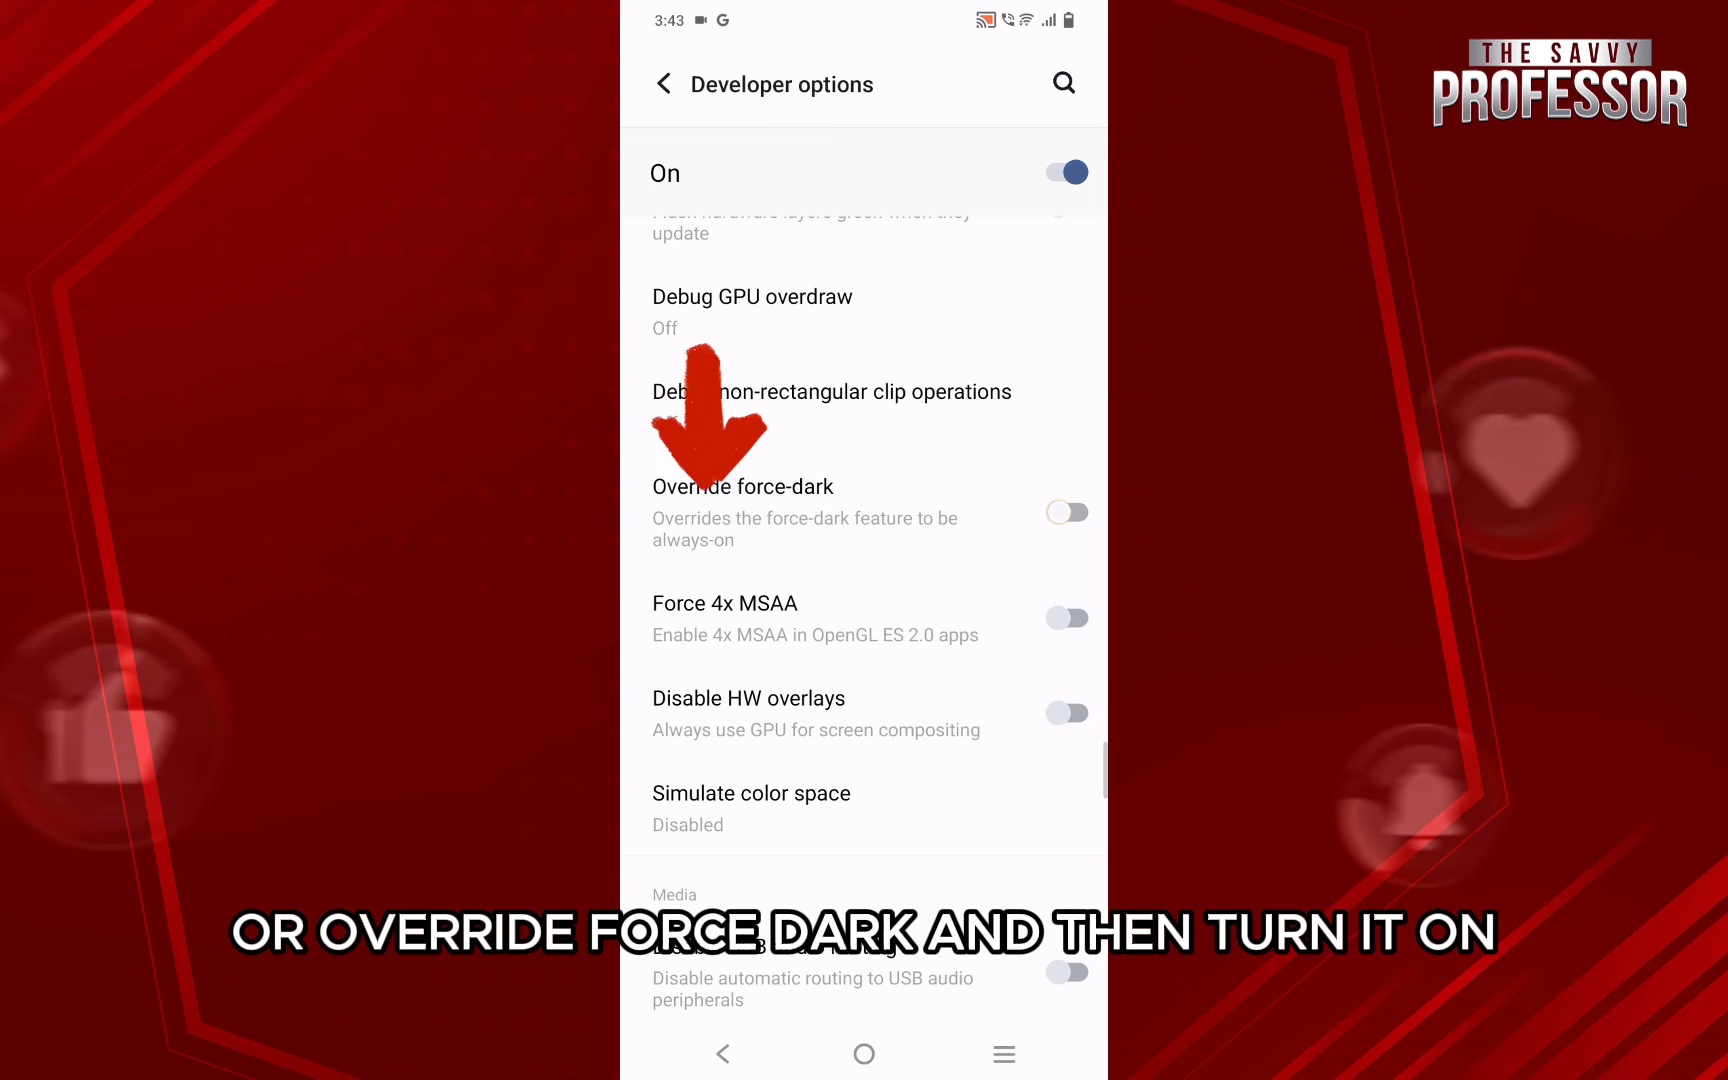 3:43
THE SAVVY
PROFESSOR
Developer options
On
Flash hardware layers green when they
update
Debug GPU overdraw
Off
non-rectangular clip operations
Override force-dark
Overrides the force-dark feature to be
always-on
Force 4x MSAA
Enable 4x MSAA in OpenGL ES 2.0 apps
Disable HW overlays
Always use GPU for screen compositing
Simulate color space
Disabled
Media
OR OVERRIDE FORCE DARK AND THEN TURN IT ON
Disable automatic routing to USB audio
peripherals